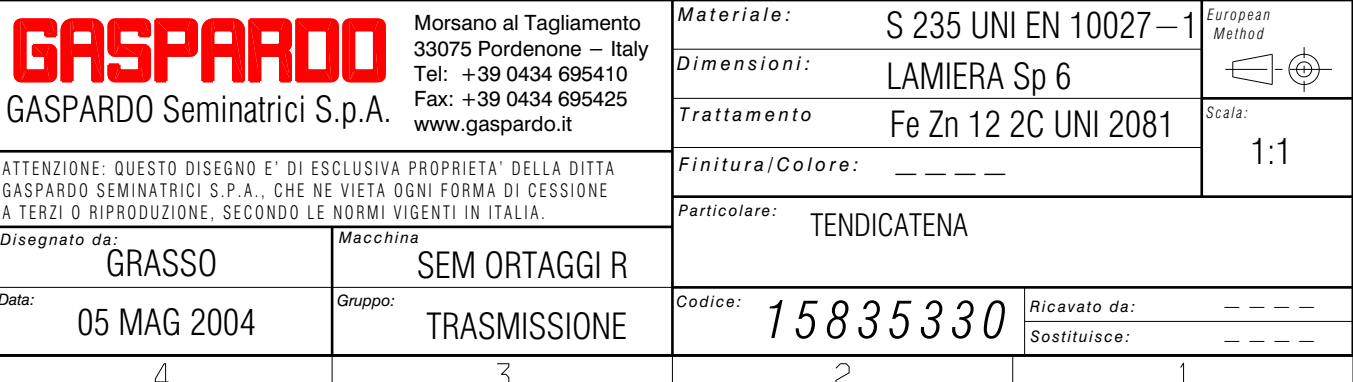 GASPARDO
GASPARDO Seminatrici S.p.A.
Morsano al Tagliamento
33075 Pordenone – Italy
Tel: +39 0434 695410
Fax: +39 0434 695425
www.gaspardo.it
ATTENZIONE: QUESTO DISEGNO E' DI ESCLUSIVA PROPRIETA' DELLA DITTA
GASPARDO SEMINATRICI S.P.A., CHE NE VIETA OGNI FORMA DI CESSIONE
A TERZI O RIPRODUZIONE, SECONDO LE NORMI VIGENTI IN ITALIA.
Disegnato da:
GRASSO
Macchina
SEM ORTAGGI R
Data:
05 MAG 2004
Gruppo:
TRASMISSIONE
Materiale:
S 235 UNI EN 10027–1
Dimensioni:
LAMIERA Sp 6
Trattamento
Fe Zn 12 2C UNI 2081
Finitura/Colore:
– – – –
European
Method
Scala:
1:1
Particolare:
TENDICATENA
Codice:
15835330
Ricavato da:
– – – –
Sostituisce:
– – – –
4 3 2 1